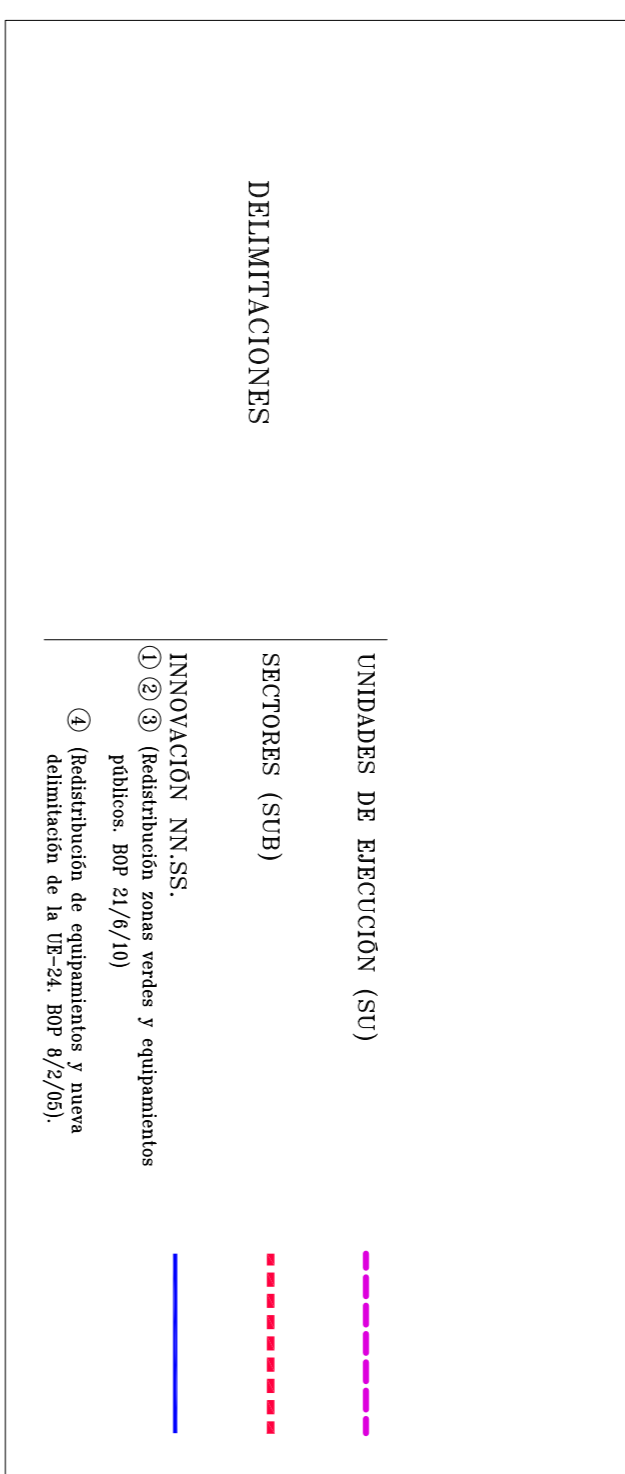 DELIMITACIONES
UNIDADES DE EJECUCIÓN (SU)
SECTORES (SUB)
INNOVACIÓN NN.SS.
① ② ③ (Redistribución zonas verdes y equipamientos
públicos. BOP 21/6/10)
④ (Redistribución de equipamientos y nueva
delimitación de la UE-24. BOP 8/2/05).